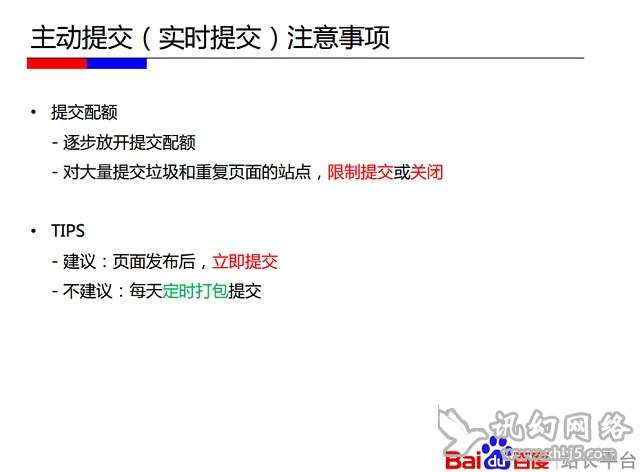 主动提交（实时提交）注意事项
• 提交配额
- 逐步放开提交配额
- 对大量提交垃圾和重复页面的站点，限制提交或关闭
• TIPS
- 建议：页面发布后，立即提交
- 不建议：每天定时打包提交
讯幻网络
Bai du 百度 站长平台